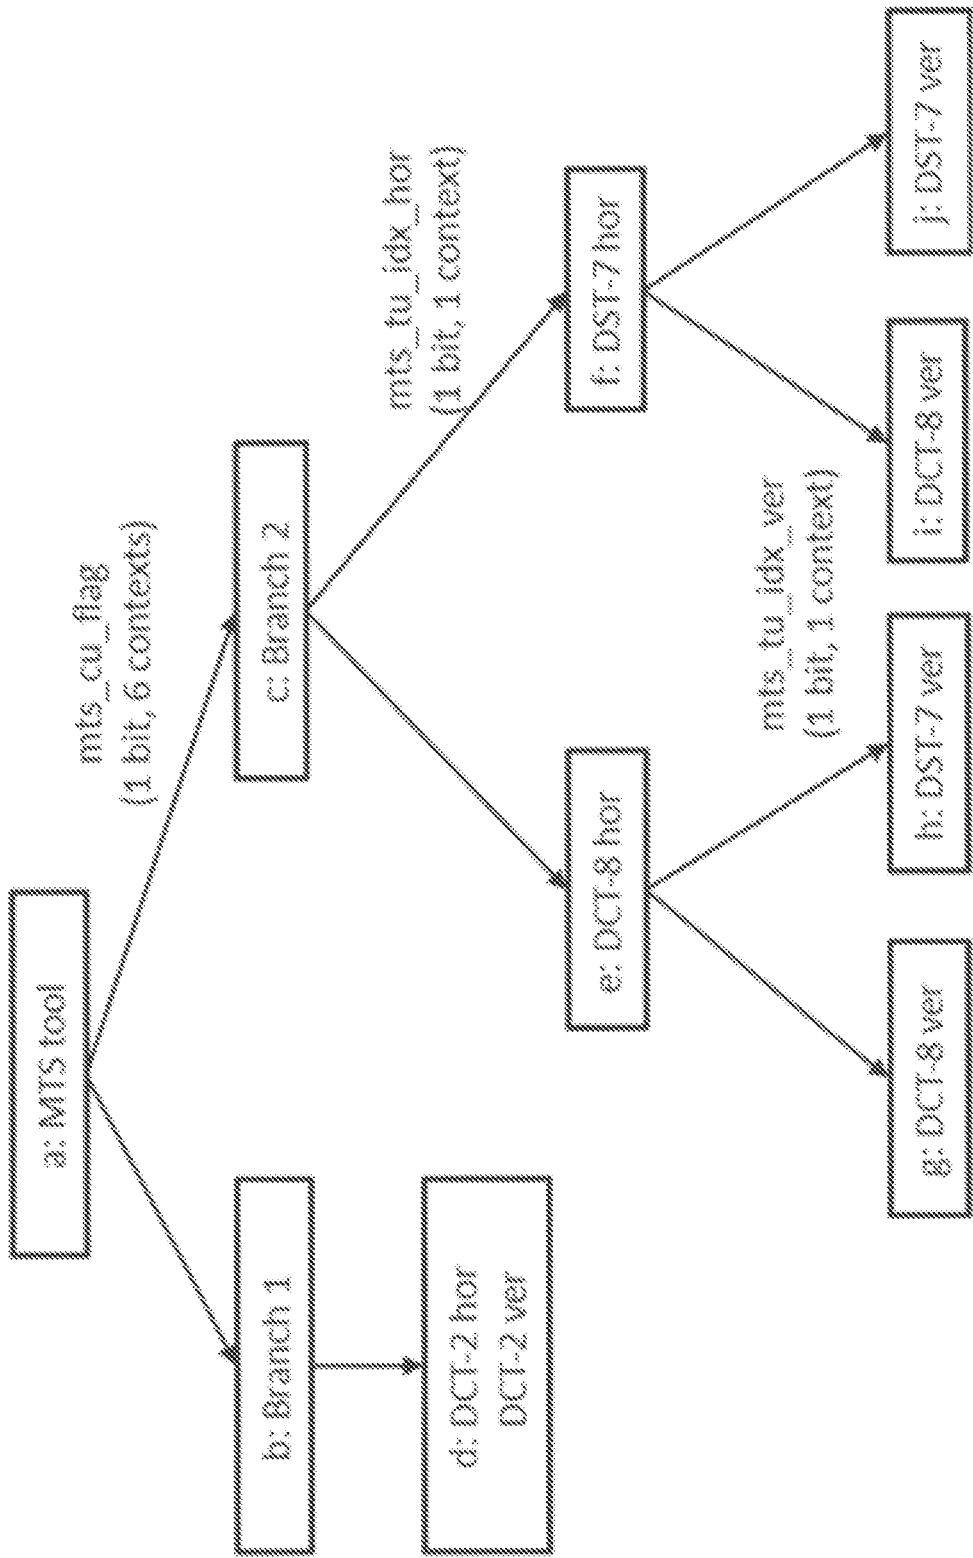 a: MTS tool
mts_cu_flag
(1 bit, 6 contexts)
b: Branch 1
c: Branch 2
mts_tu_idx_hor
(1 bit, 1 context)
d: DCT-2 hor
DCT-2 ver
e: DCT-8 hor
f: DST-7 hor
mts_tu_idx_ver
(1 bit, 1 context)
g: DCT-8 ver
h: DST-7 ver
i: DCT-8 ver
j: DST-7 ver